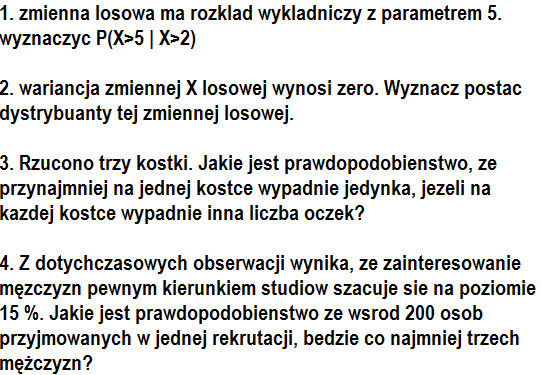 1. zmienna losowa ma rozklad wykladniczy z parametrem 5.
wyznaczyc P(X>5 | X>2)
2. wariancja zmiennej X losowej wynosi zero. Wyznacz postac
dystrybuanty tej zmiennej losowej.
3. Rzucono trzy kostki. Jakie jest prawdopodobienstwo, ze
przynajmniej na jednej kostce wypadnie jedynka, jezeli na
kazdej kostce wypadnie inna liczba oczek?
4. Z dotychczasowych obserwacji wynika, ze zainteresowanie
mężczyzn pewnym kierunkiem studiow szacuje sie na poziomie
15 %. Jakie jest prawdopodobienstwo ze wsrod 200 osob
przyjmowanych w jednej rekrutacji, bedzie co najmniej trzech
mężczyzn?